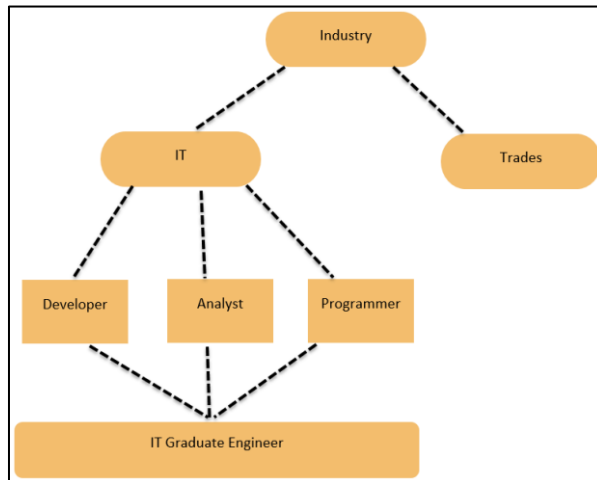 Industry
IT
Trades
Developer
Analyst
Programmer
IT Graduate Engineer